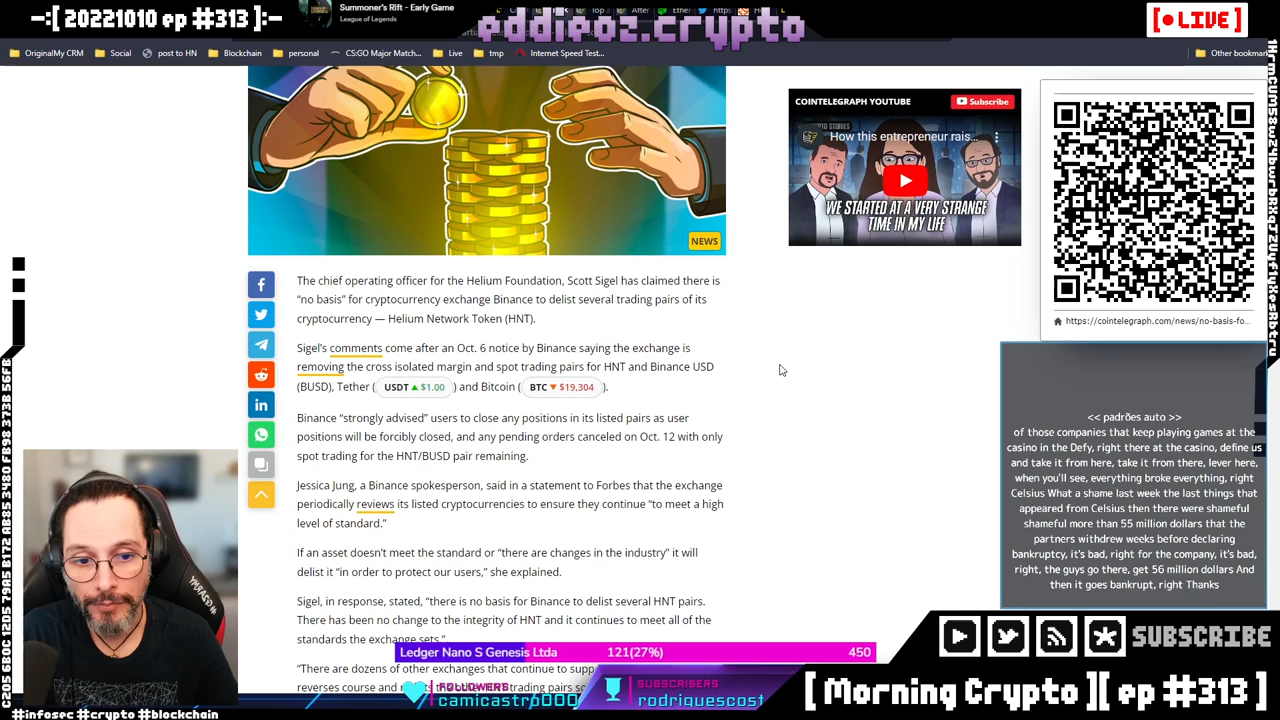 -:[ 20221010 ep #313 ]:-
Summoner's Rift - Early Game
League of Legends
eddieoz.crypto
[ • LIVE ]
OriginalMy CRM
Social
post to HN
Blockchain
personal
CS:GO Major Match...
Live
tmp
Internet Speed Test...
Other bookmar
NEWS
COINTELEGRAPH YOUTUBE
Subscribe
How this entrepreneur rais...
WE STARTED AT A VERY STRANGE
TIME IN MY LIFE
https://cointelegraph.com/news/no-basis-fo...
The chief operating officer for the Helium Foundation, Scott Sigel has claimed there is
“no basis” for cryptocurrency exchange Binance to delist several trading pairs of its
cryptocurrency — Helium Network Token (HNT).
Sigel’s comments come after an Oct. 6 notice by Binance saying the exchange is
removing the cross isolated margin and spot trading pairs for HNT and Binance USD
(BUSD), Tether ( USDT ▲ $1.00 ) and Bitcoin ( BTC ▼ $19,304 ).
Binance “strongly advised” users to close any positions in its listed pairs as user
positions will be forcibly closed, and any pending orders canceled on Oct. 12 with only
spot trading for the HNT/BUSD pair remaining.
Jessica Jung, a Binance spokesperson, said in a statement to Forbes that the exchange
periodically reviews its listed cryptocurrencies to ensure they continue “to meet a high
level of standard.”
If an asset doesn’t meet the standard or “there are changes in the industry” it will
delist it “in order to protect our users,” she explained.
Sigel, in response, stated, “there is no basis for Binance to delist several HNT pairs.
There has been no change to the integrity of HNT and it continues to meet all of the
standards the exchange sets.”
“There are dozens of other exchanges that continue to supp
reverses course and
trading pairs
<< padrões auto >>
of those companies that keep playing games at the
casino in the Defy, right there at the casino, define us
and take it from here, take it from there, lever here,
when you'll see, everything broke everything, right
Celsius What a shame last week the last things that
appeared from Celsius then there were shameful
shameful more than 55 million dollars that the
partners withdrew weeks before declaring
bankruptcy, it's bad, right for the company, it's bad,
right, the guys go there, get 56 million dollars And
then it goes bankrupt, right Thanks
Ledger Nano S Genesis Ltda 121(27%) 450
FOLLOWERS
camicastrp000
SUBSCRIBERS
rodriguescost
SUBSCRIBE
[ Morning Crypto ][ ep #313 ]
#infosec #crypto #blockchain